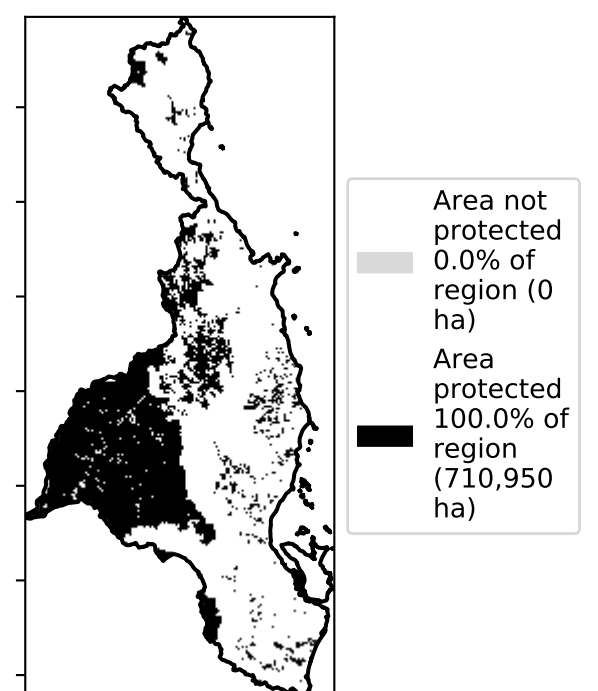 Area not
protected
0.0% of
region (0
ha)
Area
protected
100.0% of
region
(710,950
ha)